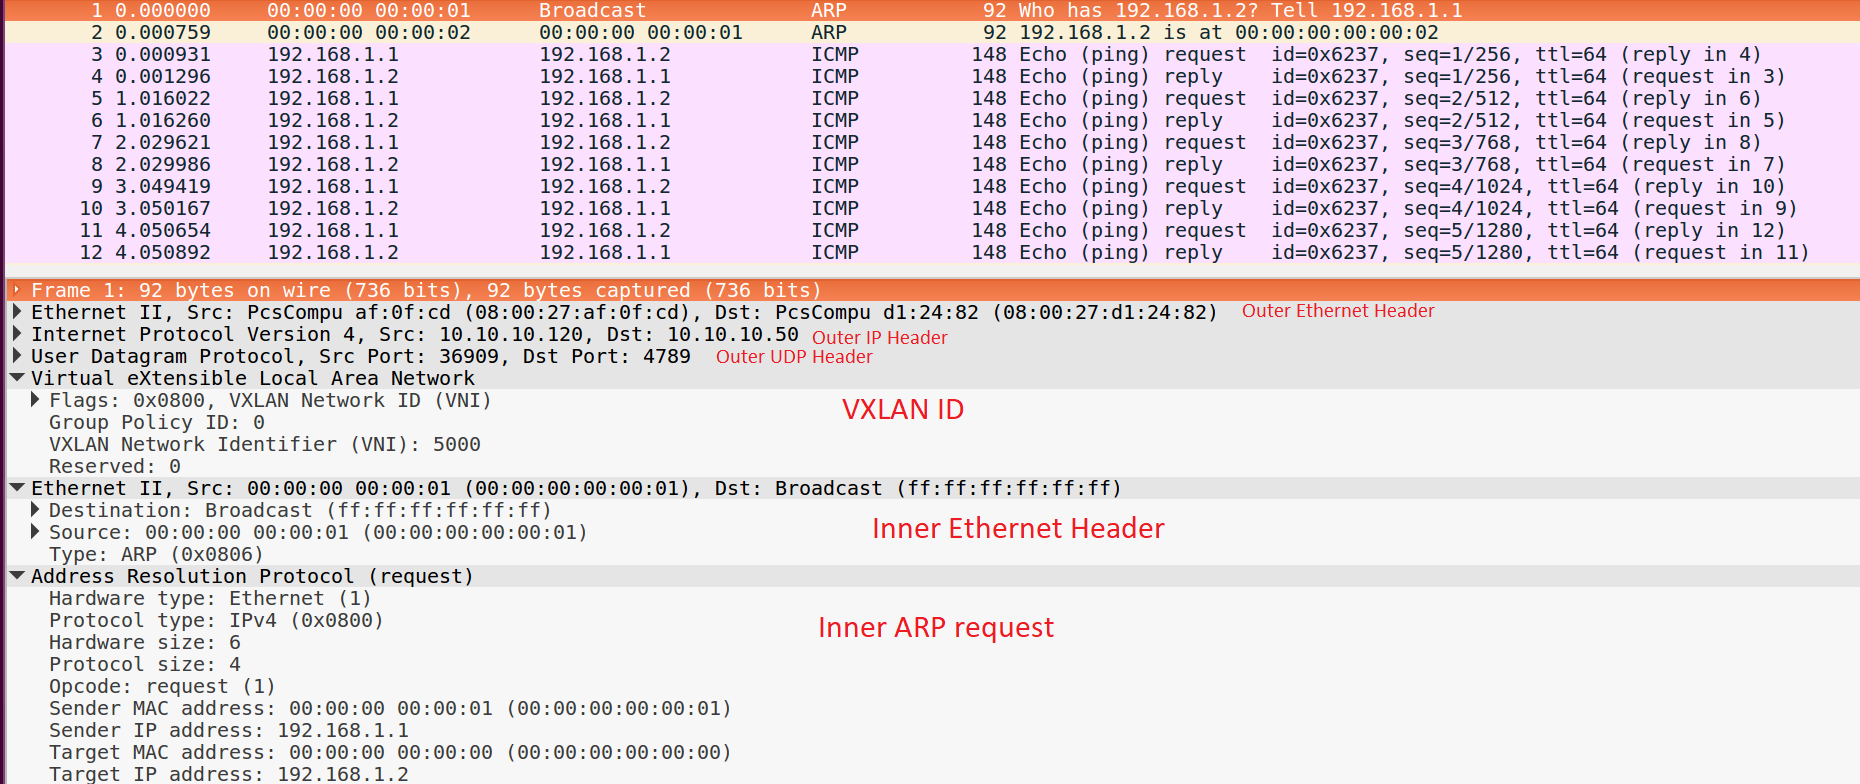 1 0.000000 00:00:00 00:00:01 Broadcast ARP 92 Who has 192.168.1.2? Tell 192.168.1.1
2 0.000759 00:00:00 00:00:02 00:00:00 00:00:01 ARP 92 192.168.1.2 is at 00:00:00:00:00:02
3 0.000931 192.168.1.1 192.168.1.2 ICMP 148 Echo (ping) request id=0x6237, seq=1/256, ttl=64 (reply in 4)
4 0.001296 192.168.1.2 192.168.1.1 ICMP 148 Echo (ping) reply id=0x6237, seq=1/256, ttl=64 (request in 3)
5 1.016022 192.168.1.1 192.168.1.2 ICMP 148 Echo (ping) request id=0x6237, seq=2/512, ttl=64 (reply in 6)
6 1.016260 192.168.1.2 192.168.1.1 ICMP 148 Echo (ping) reply id=0x6237, seq=2/512, ttl=64 (request in 5)
7 2.029621 192.168.1.1 192.168.1.2 ICMP 148 Echo (ping) request id=0x6237, seq=3/768, ttl=64 (reply in 8)
8 2.029986 192.168.1.2 192.168.1.1 ICMP 148 Echo (ping) reply id=0x6237, seq=3/768, ttl=64 (request in 7)
9 3.049419 192.168.1.1 192.168.1.2 ICMP 148 Echo (ping) request id=0x6237, seq=4/1024, ttl=64 (reply in 10)
10 3.050167 192.168.1.2 192.168.1.1 ICMP 148 Echo (ping) reply id=0x6237, seq=4/1024, ttl=64 (request in 9)
11 4.050654 192.168.1.1 192.168.1.2 ICMP 148 Echo (ping) request id=0x6237, seq=5/1280, ttl=64 (reply in 12)
12 4.050892 192.168.1.2 192.168.1.1 ICMP 148 Echo (ping) reply id=0x6237, seq=5/1280, ttl=64 (request in 11)
Frame 1: 92 bytes on wire (736 bits), 92 bytes captured (736 bits)
Ethernet II, Src: PcsCompu af:0f:cd (08:00:27:af:0f:cd), Dst: PcsCompu d1:24:82 (08:00:27:d1:24:82) Outer Ethernet Header
Internet Protocol Version 4, Src: 10.10.10.120, Dst: 10.10.10.50 Outer IP Header
User Datagram Protocol, Src Port: 36909, Dst Port: 4789 Outer UDP Header
Virtual eXtensible Local Area Network
Flags: 0x0800, VXLAN Network ID (VNI)
VXLAN ID
Group Policy ID: 0
VXLAN Network Identifier (VNI): 5000
Reserved: 0
Ethernet II, Src: 00:00:00 00:00:01 (00:00:00:00:00:01), Dst: Broadcast (ff:ff:ff:ff:ff:ff)
Destination: Broadcast (ff:ff:ff:ff:ff:ff)
Source: 00:00:00 00:00:01 (00:00:00:00:00:01)
Inner Ethernet Header
Type: ARP (0x0806)
Address Resolution Protocol (request)
Hardware type: Ethernet (1)
Protocol type: IPv4 (0x0800)
Inner ARP request
Hardware size: 6
Protocol size: 4
Opcode: request (1)
Sender MAC address: 00:00:00 00:00:01 (00:00:00:00:00:01)
Sender IP address: 192.168.1.1
Target MAC address: 00:00:00 00:00:00 (00:00:00:00:00:00)
Target IP address: 192.168.1.2